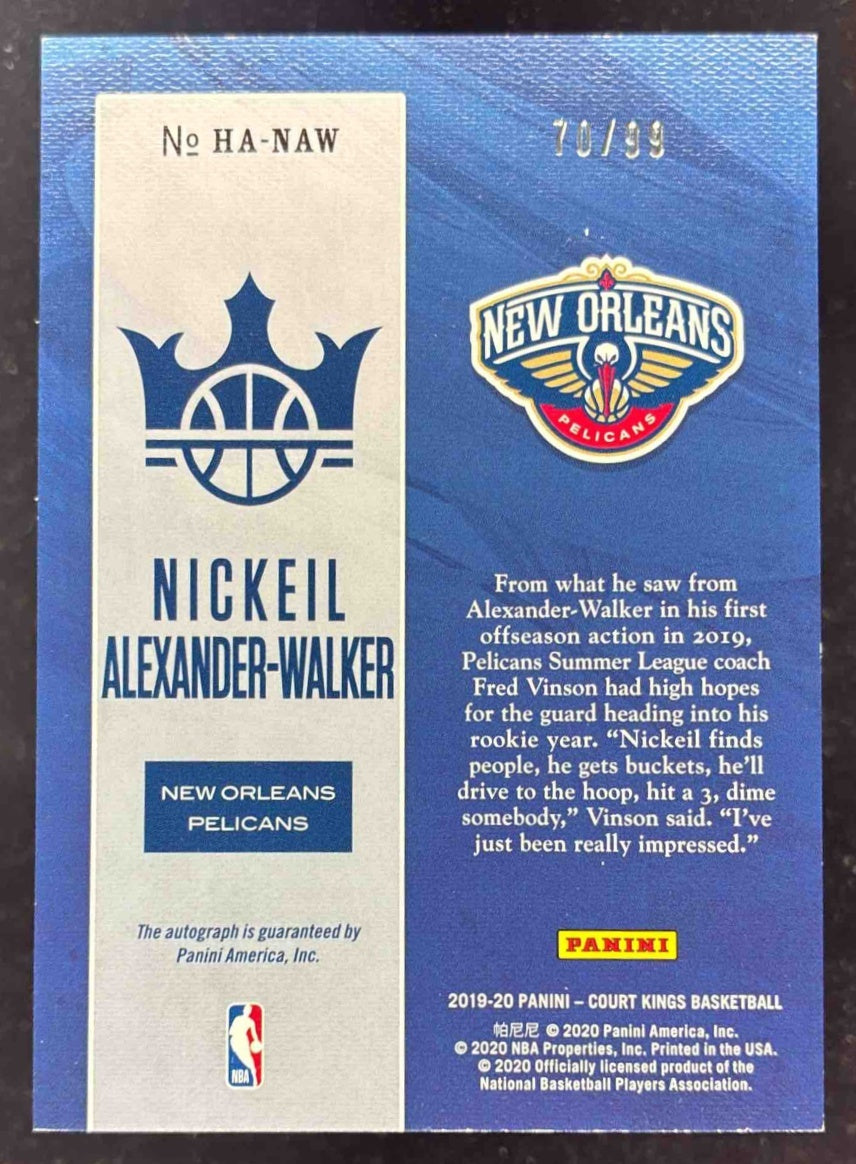 No HA-NAW
70/99
NEW ORLEANS
PELICANS
NICKEIL
ALEXANDER-WALKER
NEW ORLEANS
PELICANS
The autograph is guaranteed by
Panini America, Inc.
NBA
From what he saw from
Alexander-Walker in his first
offseason action in 2019,
Pelicans Summer League coach
Fred Vinson had high hopes
for the guard heading into his
rookie year. “Nickeil finds
people, he gets buckets, he’ll
drive to the hoop, hit a 3, dime
somebody,” Vinson said. “I’ve
just been really impressed.”
PANINI
2019-20 PANINI – COURT KINGS BASKETBALL
帕尼尼 © 2020 Panini America, Inc.
© 2020 NBA Properties, Inc. Printed in the USA.
© 2020 Officially licensed product of the
National Basketball Players Association.